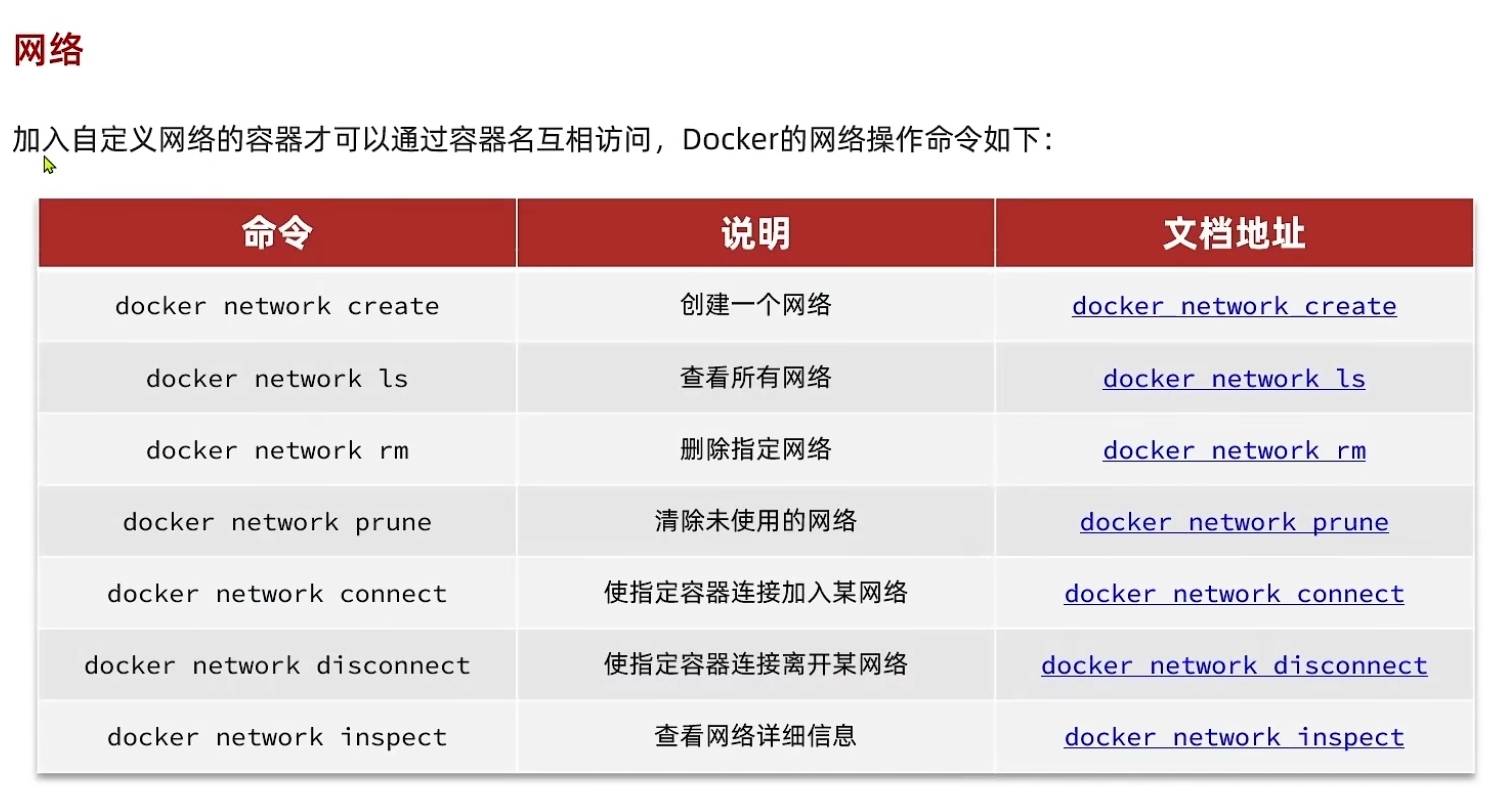 网络
加入自定义网络的容器才可以通过容器名互相访问，Docker的网络操作命令如下：
命令 说明 文档地址
docker network create 创建一个网络 docker network create
docker network ls 查看所有网络 docker network ls
docker network rm 删除指定网络 docker network rm
docker network prune 清除未使用的网络 docker network prune
docker network connect 使指定容器连接加入某网络 docker network connect
docker network disconnect 使指定容器连接离开某网络 docker network disconnect
docker network inspect 查看网络详细信息 docker network inspect